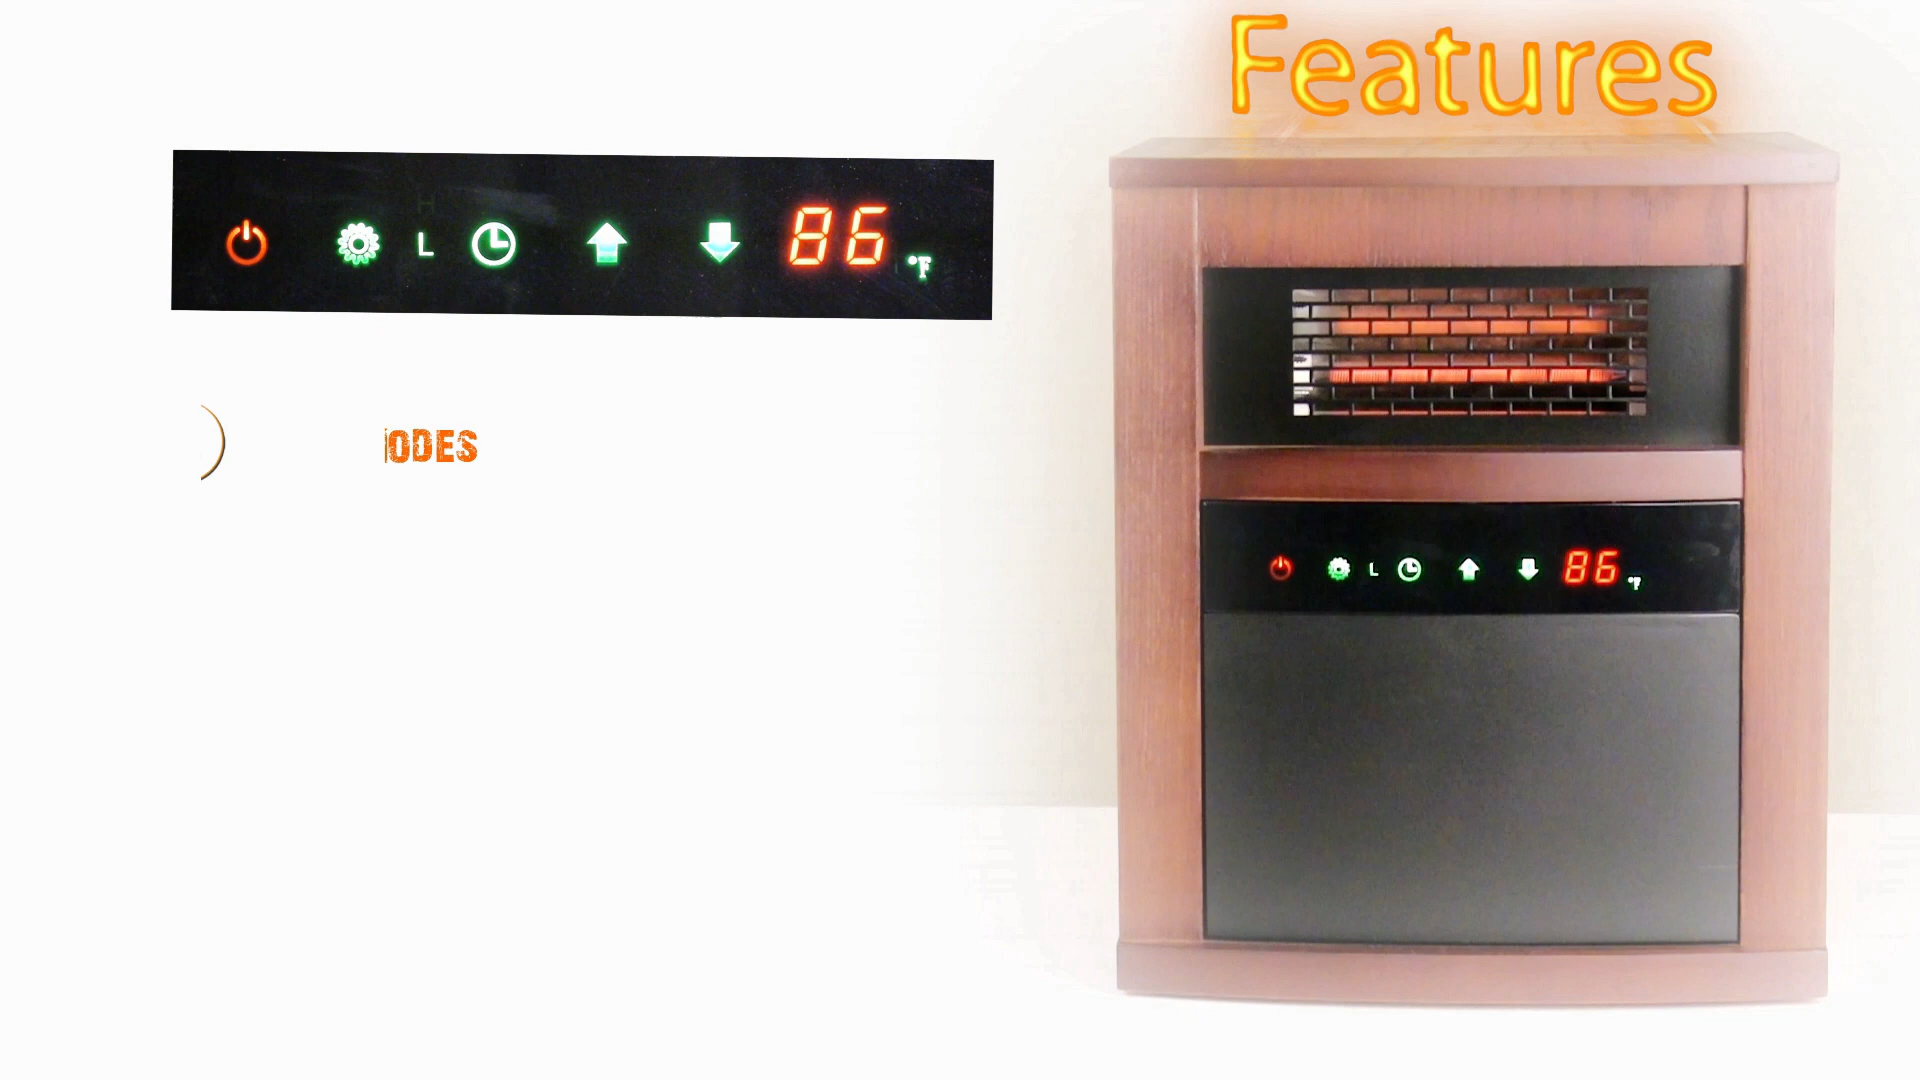 Features
H
L
86 °F
ODES
L 86 °F